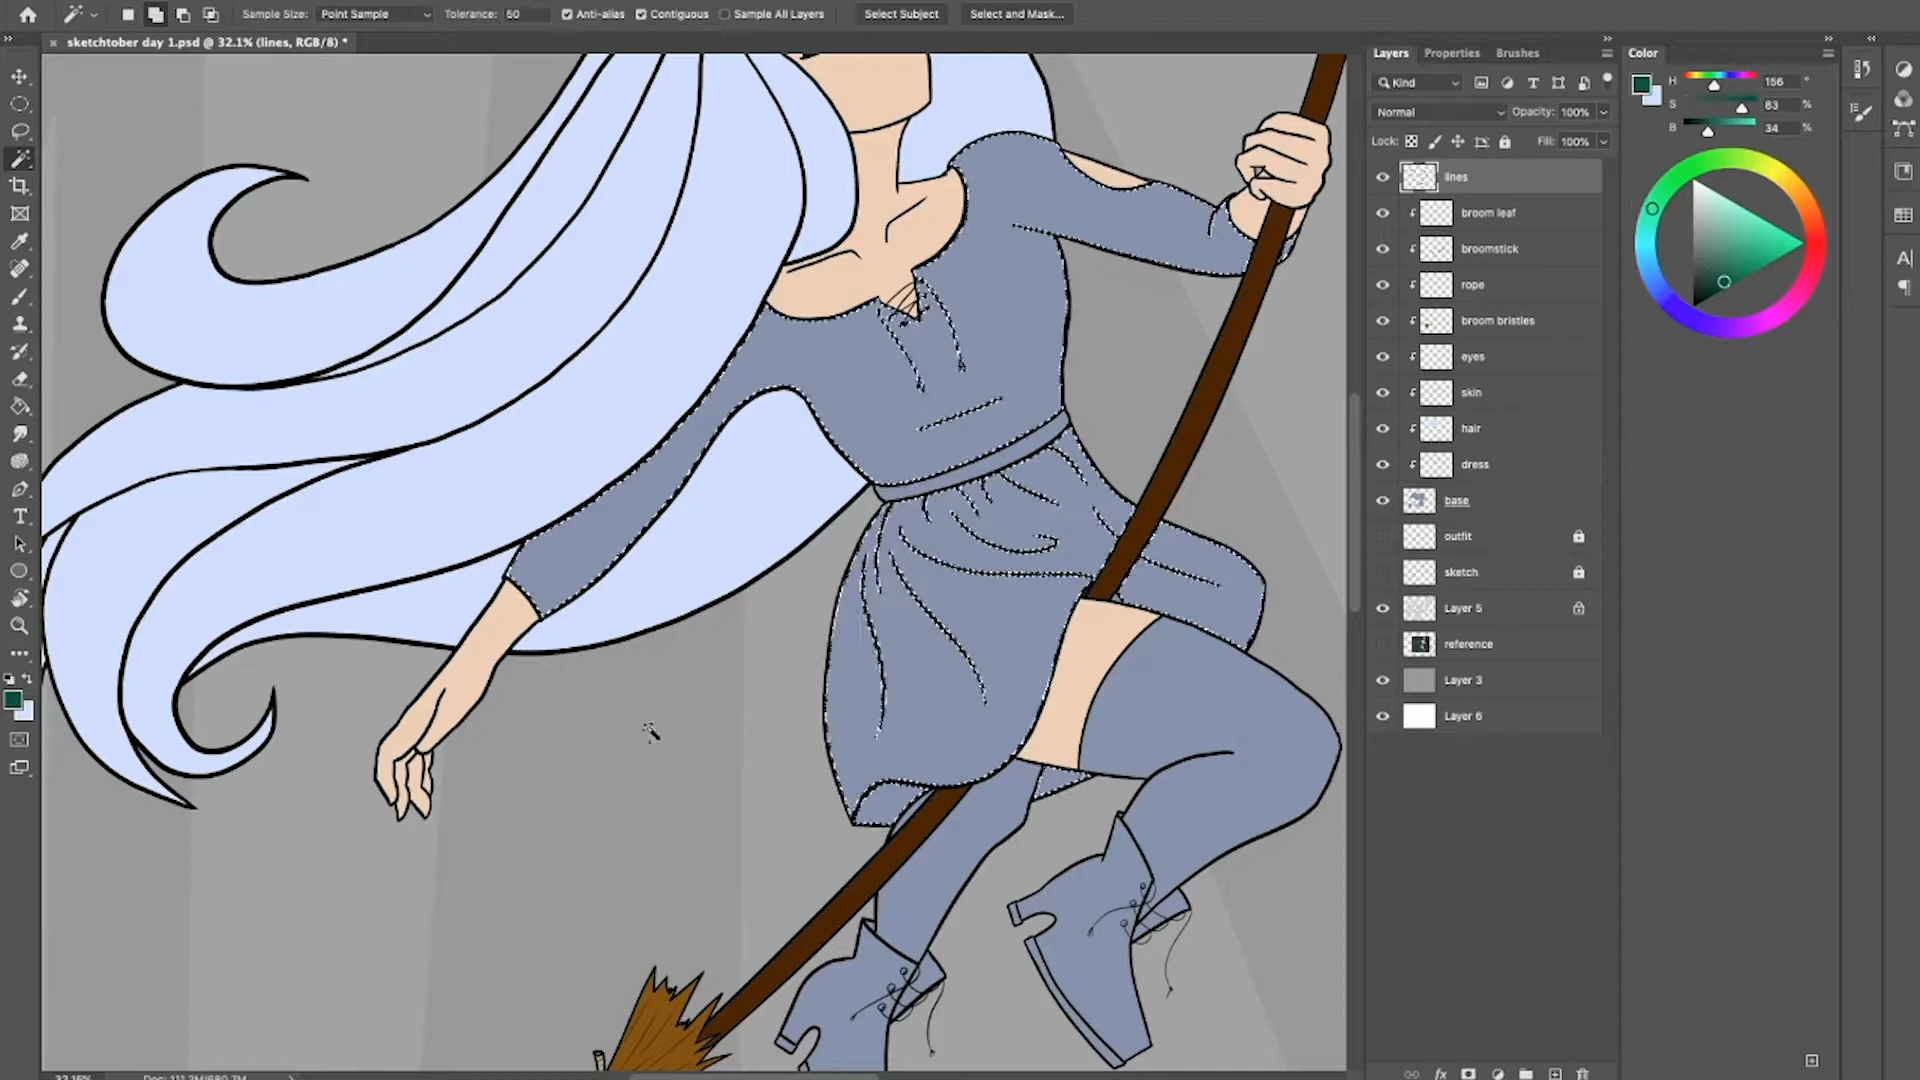 Sample Size: Point Sample Tolerance: 50 Anti-alias Contiguous Sample All Layers Select Subject Select and Mask...
sketchtober day 1.psd @ 32.1% (lines, RGB/8) *
Layers Properties Brushes
Color
Kind
H 156 °
S 83 %
B 34 %
Normal Opacity: 100%
Lock: Fill: 100%
lines
broom leaf
broomstick
rope
broom bristles
eyes
skin
hair
dress
base
outfit
sketch
Layer 5
reference
Layer 3
Layer 6